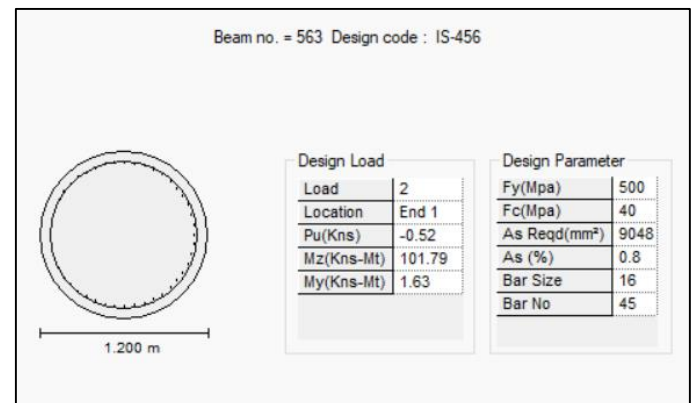 Beam no. = 563 Design code : IS-456
1.200 m
Design Load
Load 2
Location End 1
Pu(Kns) -0.52
Mz(Kns-Mt) 101.79
My(Kns-Mt) 1.63
Design Parameter
Fy(Mpa) 500
Fc(Mpa) 40
As Reqd(mm²) 9048
As (%) 0.8
Bar Size 16
Bar No 45